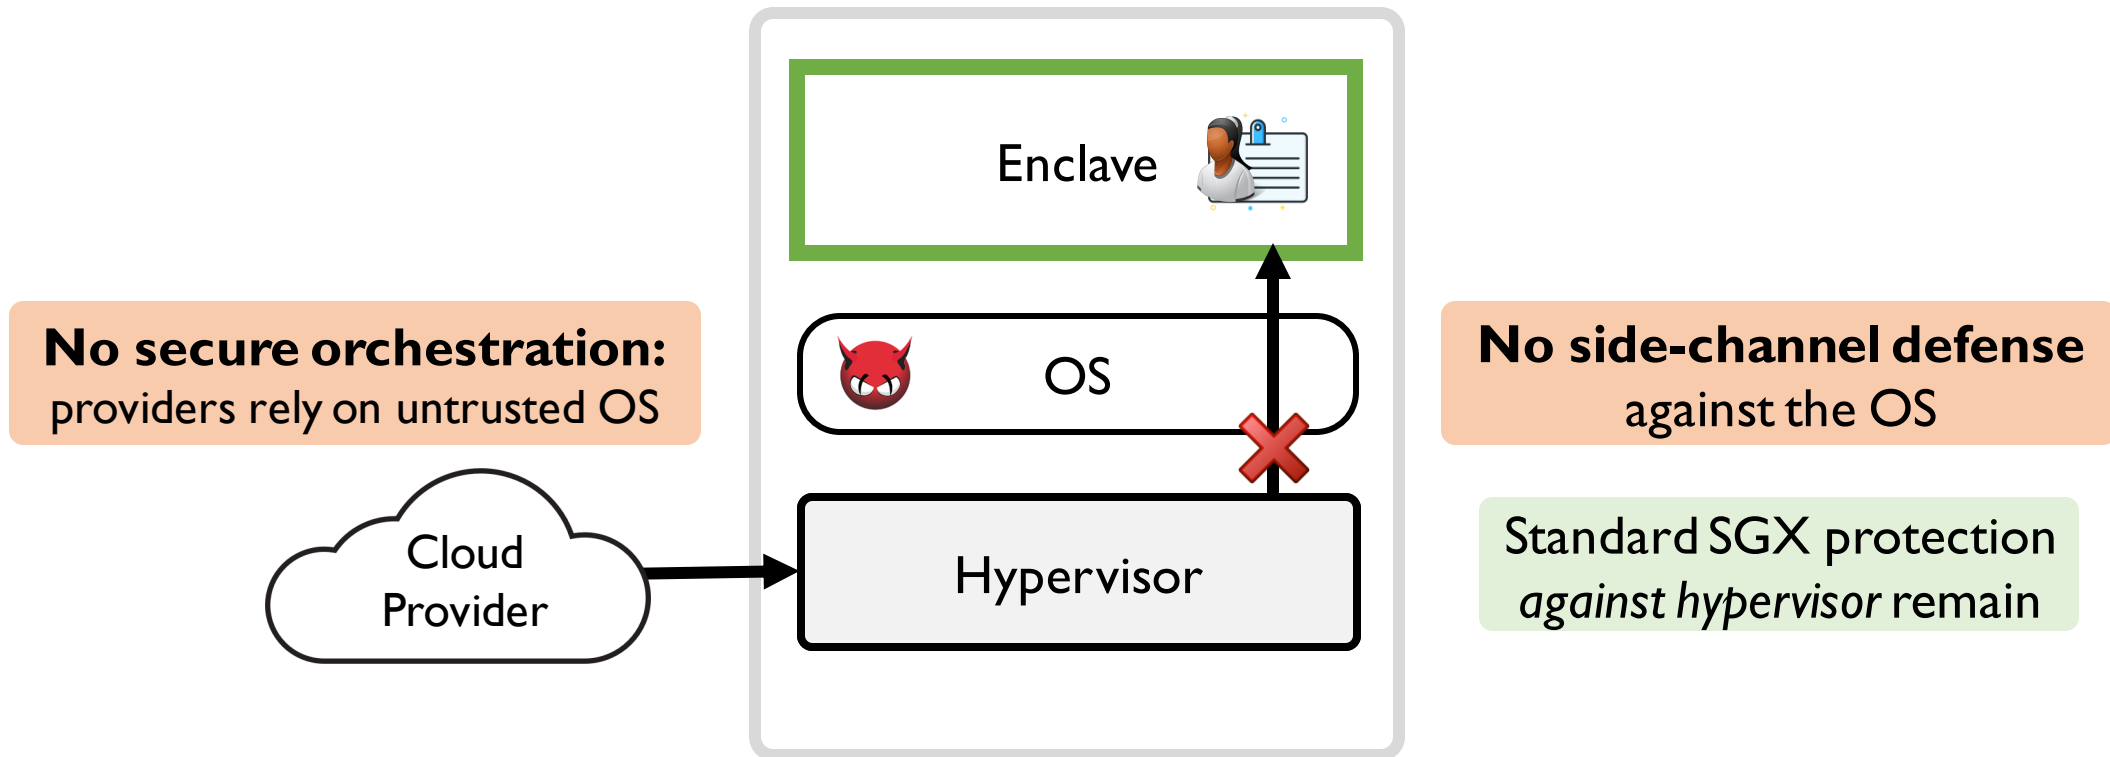 Enclave
No secure orchestration:
providers rely on untrusted OS
OS
No side-channel defense
against the OS
Cloud
Provider
Hypervisor
Standard SGX protection
against hypervisor remain